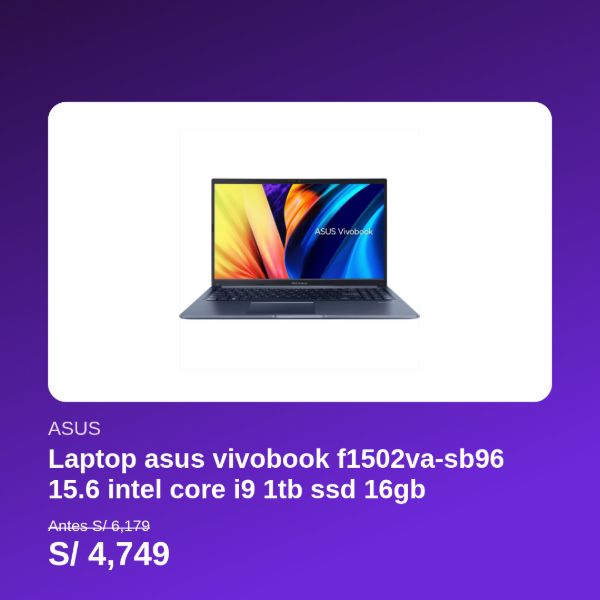 ASUS Vivobook
ASUS
Laptop asus vivobook f1502va-sb96
15.6 intel core i9 1tb ssd 16gb
Antes S/ 6,179
S/ 4,749